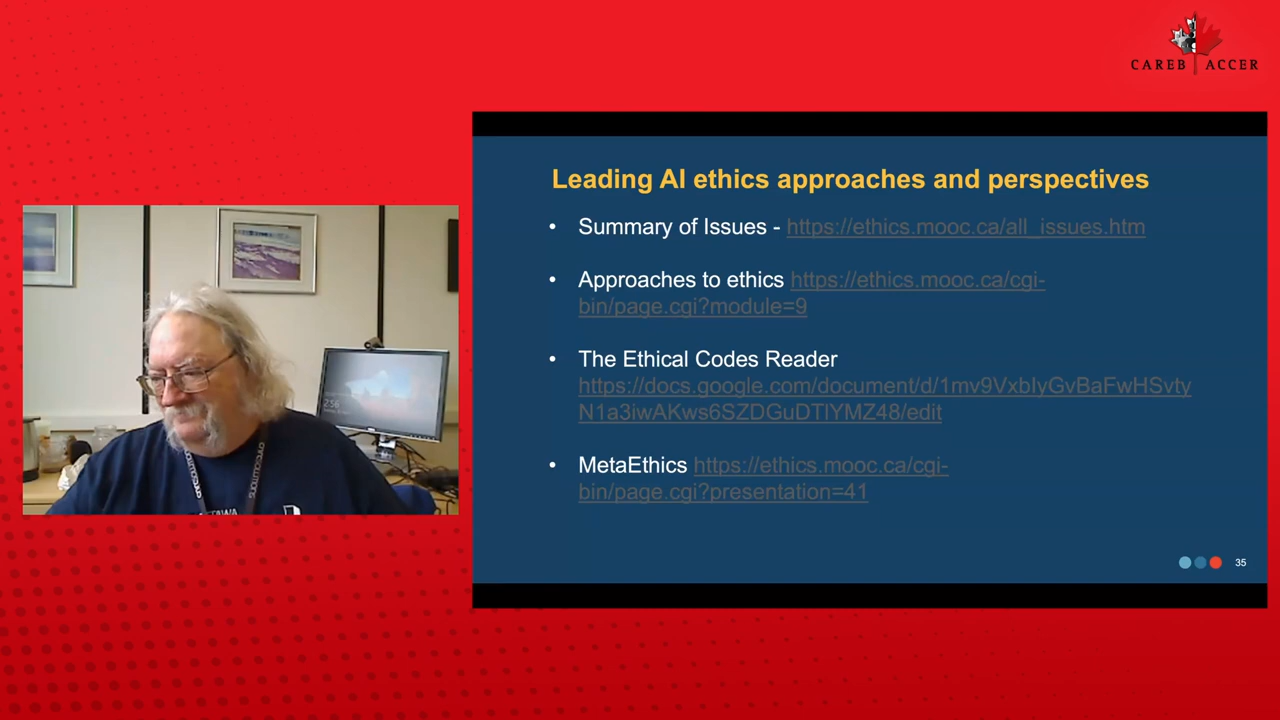 CAREB ACCER
Leading AI ethics approaches and perspectives
• Summary of Issues - https://ethics.mooc.ca/all_issues.htm
• Approaches to ethics https://ethics.mooc.ca/cgi-
bin/page.cgi?module=9
• The Ethical Codes Reader
https://docs.google.com/document/d/1mv9VxbIyGvBaFwHSvty
N1a3iwAKws6SZDGuDTlYMZ48/edit
• MetaEthics https://ethics.mooc.ca/cgi-
bin/page.cgi?presentation=41
35
2:56